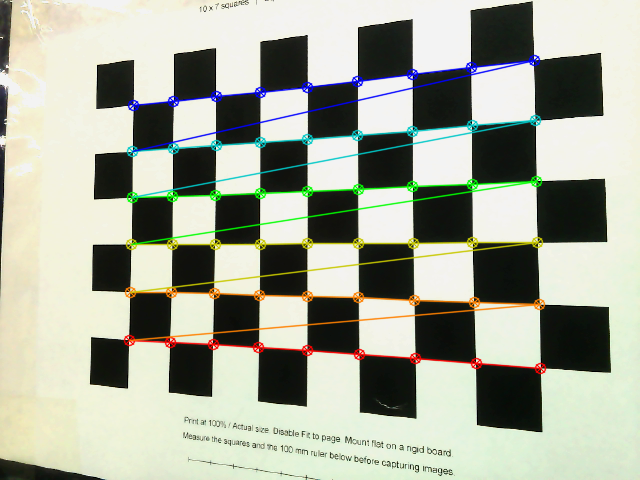 10 x 7 squares |
Print at 100% / Actual size. Disable Fit to page. Mount flat on a rigid board.
Measure the squares and the 100 mm ruler below before capturing images.